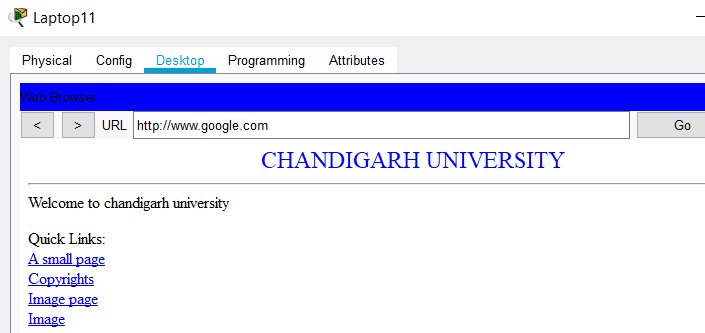 Laptop11
Physical Config Desktop Programming Attributes
Web Browser
< > URL http://www.google.com Go
CHANDIGARH UNIVERSITY
Welcome to chandigarh university
Quick Links:
A small page
Copyrights
Image page
Image